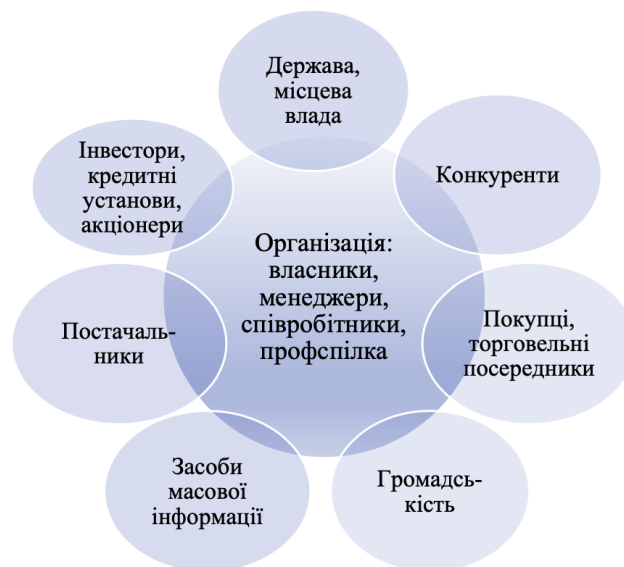 Держава,
місцева
влада
Інвестори,
кредитні
установи,
акціонери
Конкуренти
Організація:
власники,
менеджери,
співробітники,
профспілка
Постачаль-
ники
Покупці,
торговельні
посередники
Засоби
масової
інформації
Громадсь-
кість